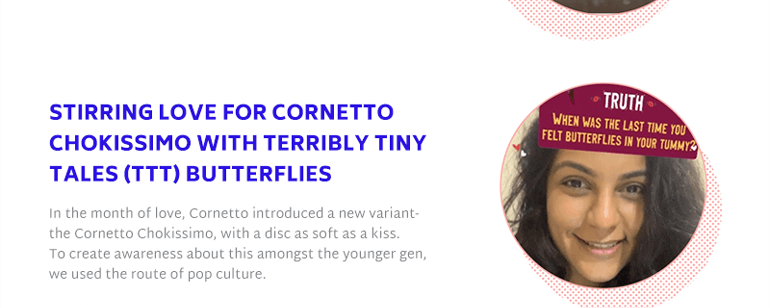 STIRRING LOVE FOR CORNETTO
CHOKISSIMO WITH TERRIBLY TINY
TALES (TTT) BUTTERFLIES
In the month of love, Cornetto introduced a new variant-
the Cornetto Chokissimo, with a disc as soft as a kiss.
To create awareness about this amongst the younger gen,
we used the route of pop culture.
TRUTH
WHEN WAS THE LAST TIME YOU
FELT BUTTERFLIES IN YOUR TUMMY?